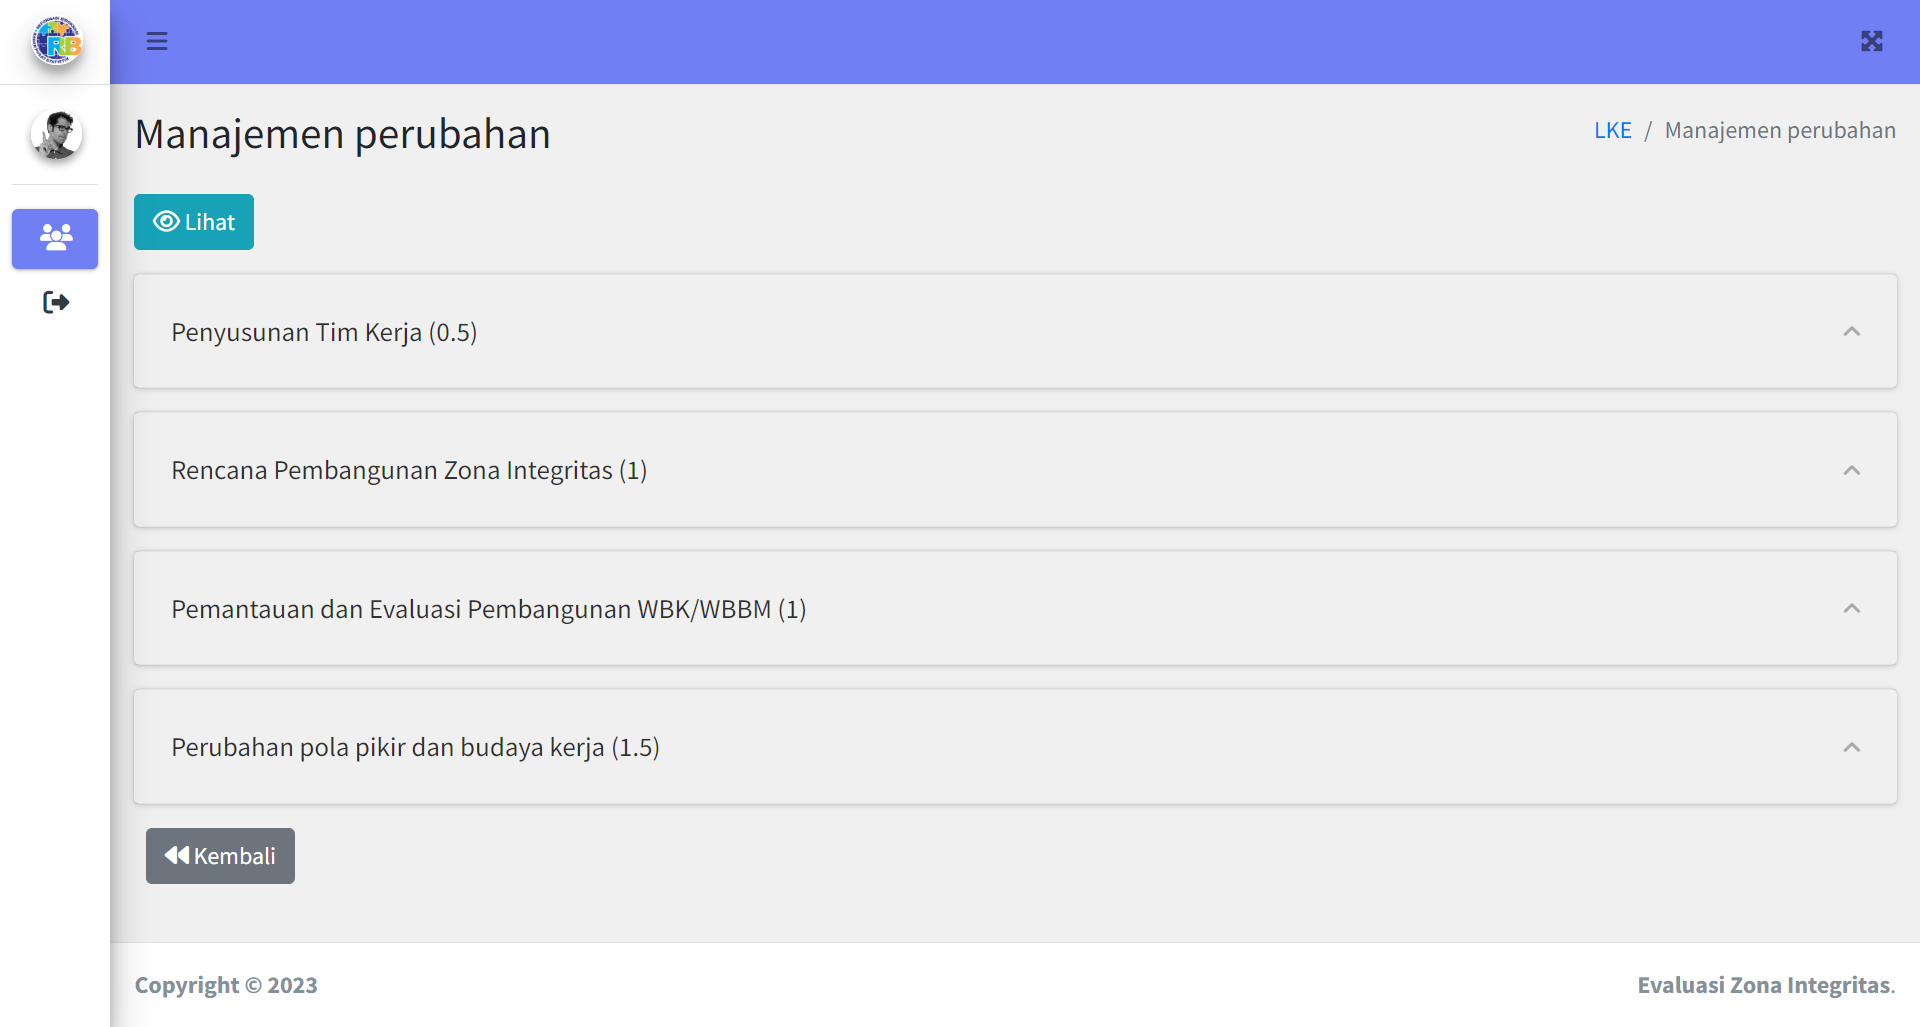 RB
Manajemen perubahan
LKE / Manajemen perubahan
Lihat
Penyusunan Tim Kerja (0.5)
Rencana Pembangunan Zona Integritas (1)
Pemantauan dan Evaluasi Pembangunan WBK/WBBM (1)
Perubahan pola pikir dan budaya kerja (1.5)
Kembali
Copyright © 2023
Evaluasi Zona Integritas.